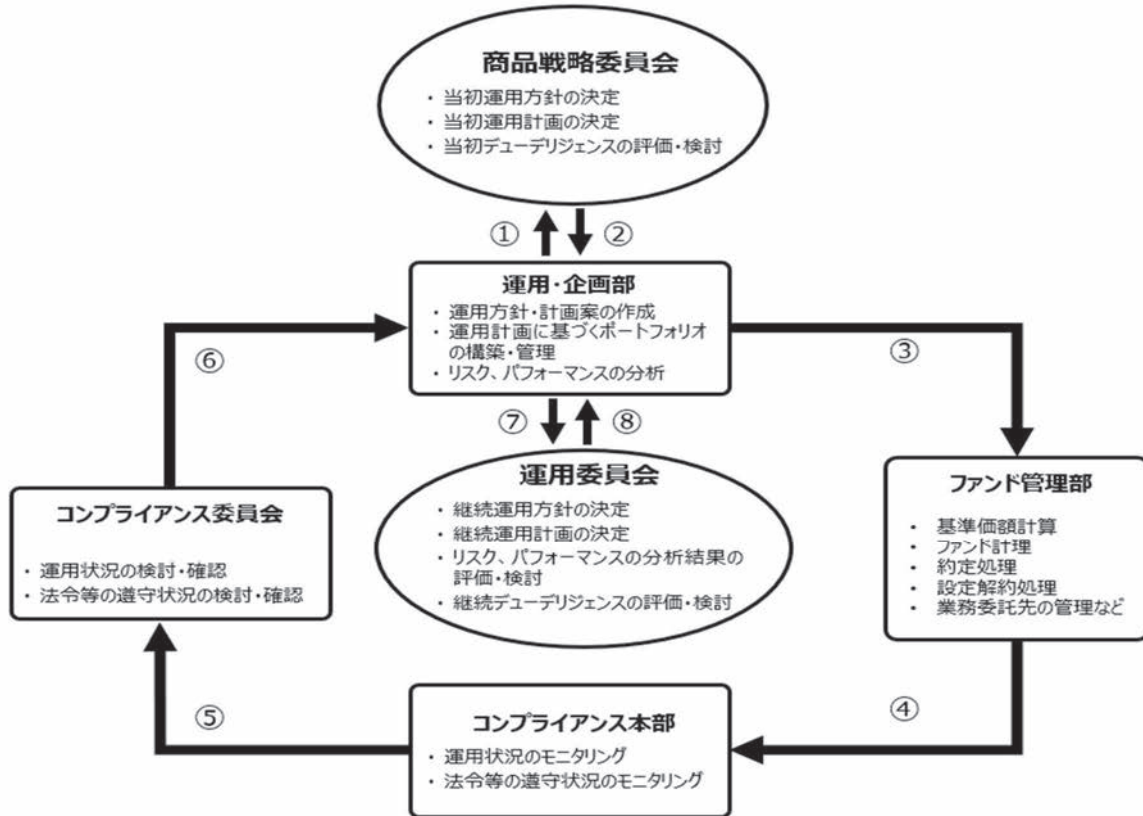 商品戦略委員会
・ 当初運用方針の決定
・ 当初運用計画の決定
・ 当初デューデリジェンスの評価・検討
① ②
運用・企画部
・ 運用方針・計画案の作成
・ 運用計画に基づくポートフォリオ
の構築・管理
・ リスク、パフォーマンスの分析
⑥
③
⑦ ⑧
運用委員会
・ 継続運用方針の決定
・ 継続運用計画の決定
・ リスク、パフォーマンスの分析結果の
評価・検討
・ 継続デューデリジェンスの評価・検討
ファンド管理部
・ 基準価額計算
・ ファンド計理
・ 約定処理
・ 設定解約処理
・ 業務委託先の管理など
コンプライアンス委員会
・ 運用状況の検討・確認
・ 法令等の遵守状況の検討・確認
⑤
④
コンプライアンス本部
・ 運用状況のモニタリング
・ 法令等の遵守状況のモニタリング